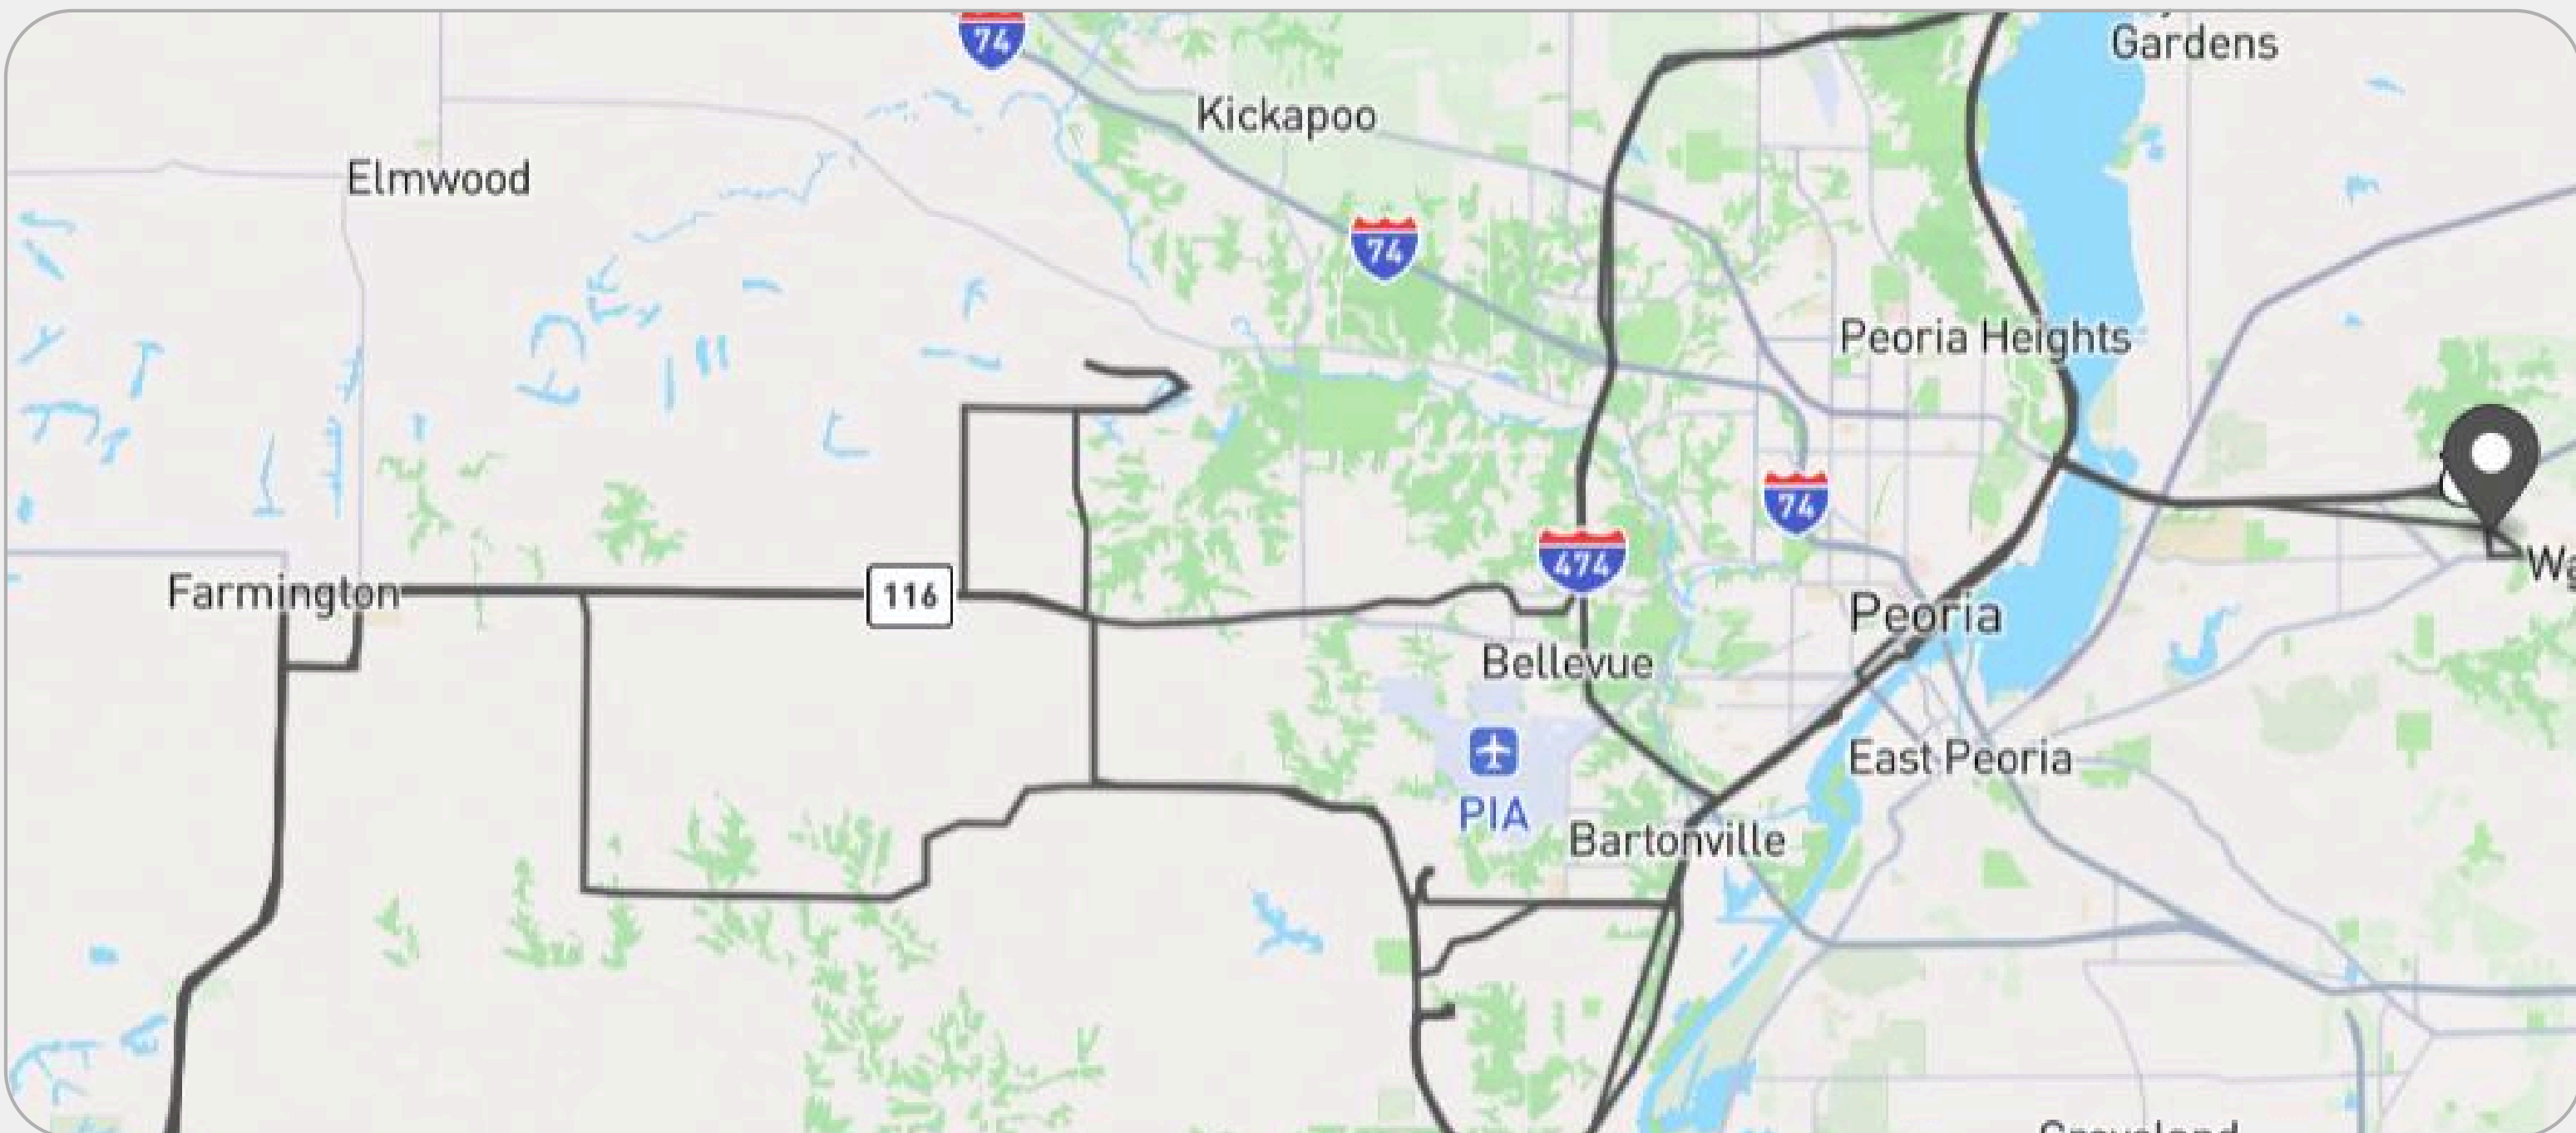 74
Gardens
Kickapoo
Elmwood
74
Peoria Heights
74
474
Farmington
116
Peoria
Bellevue
East Peoria
PIA
Bartonville